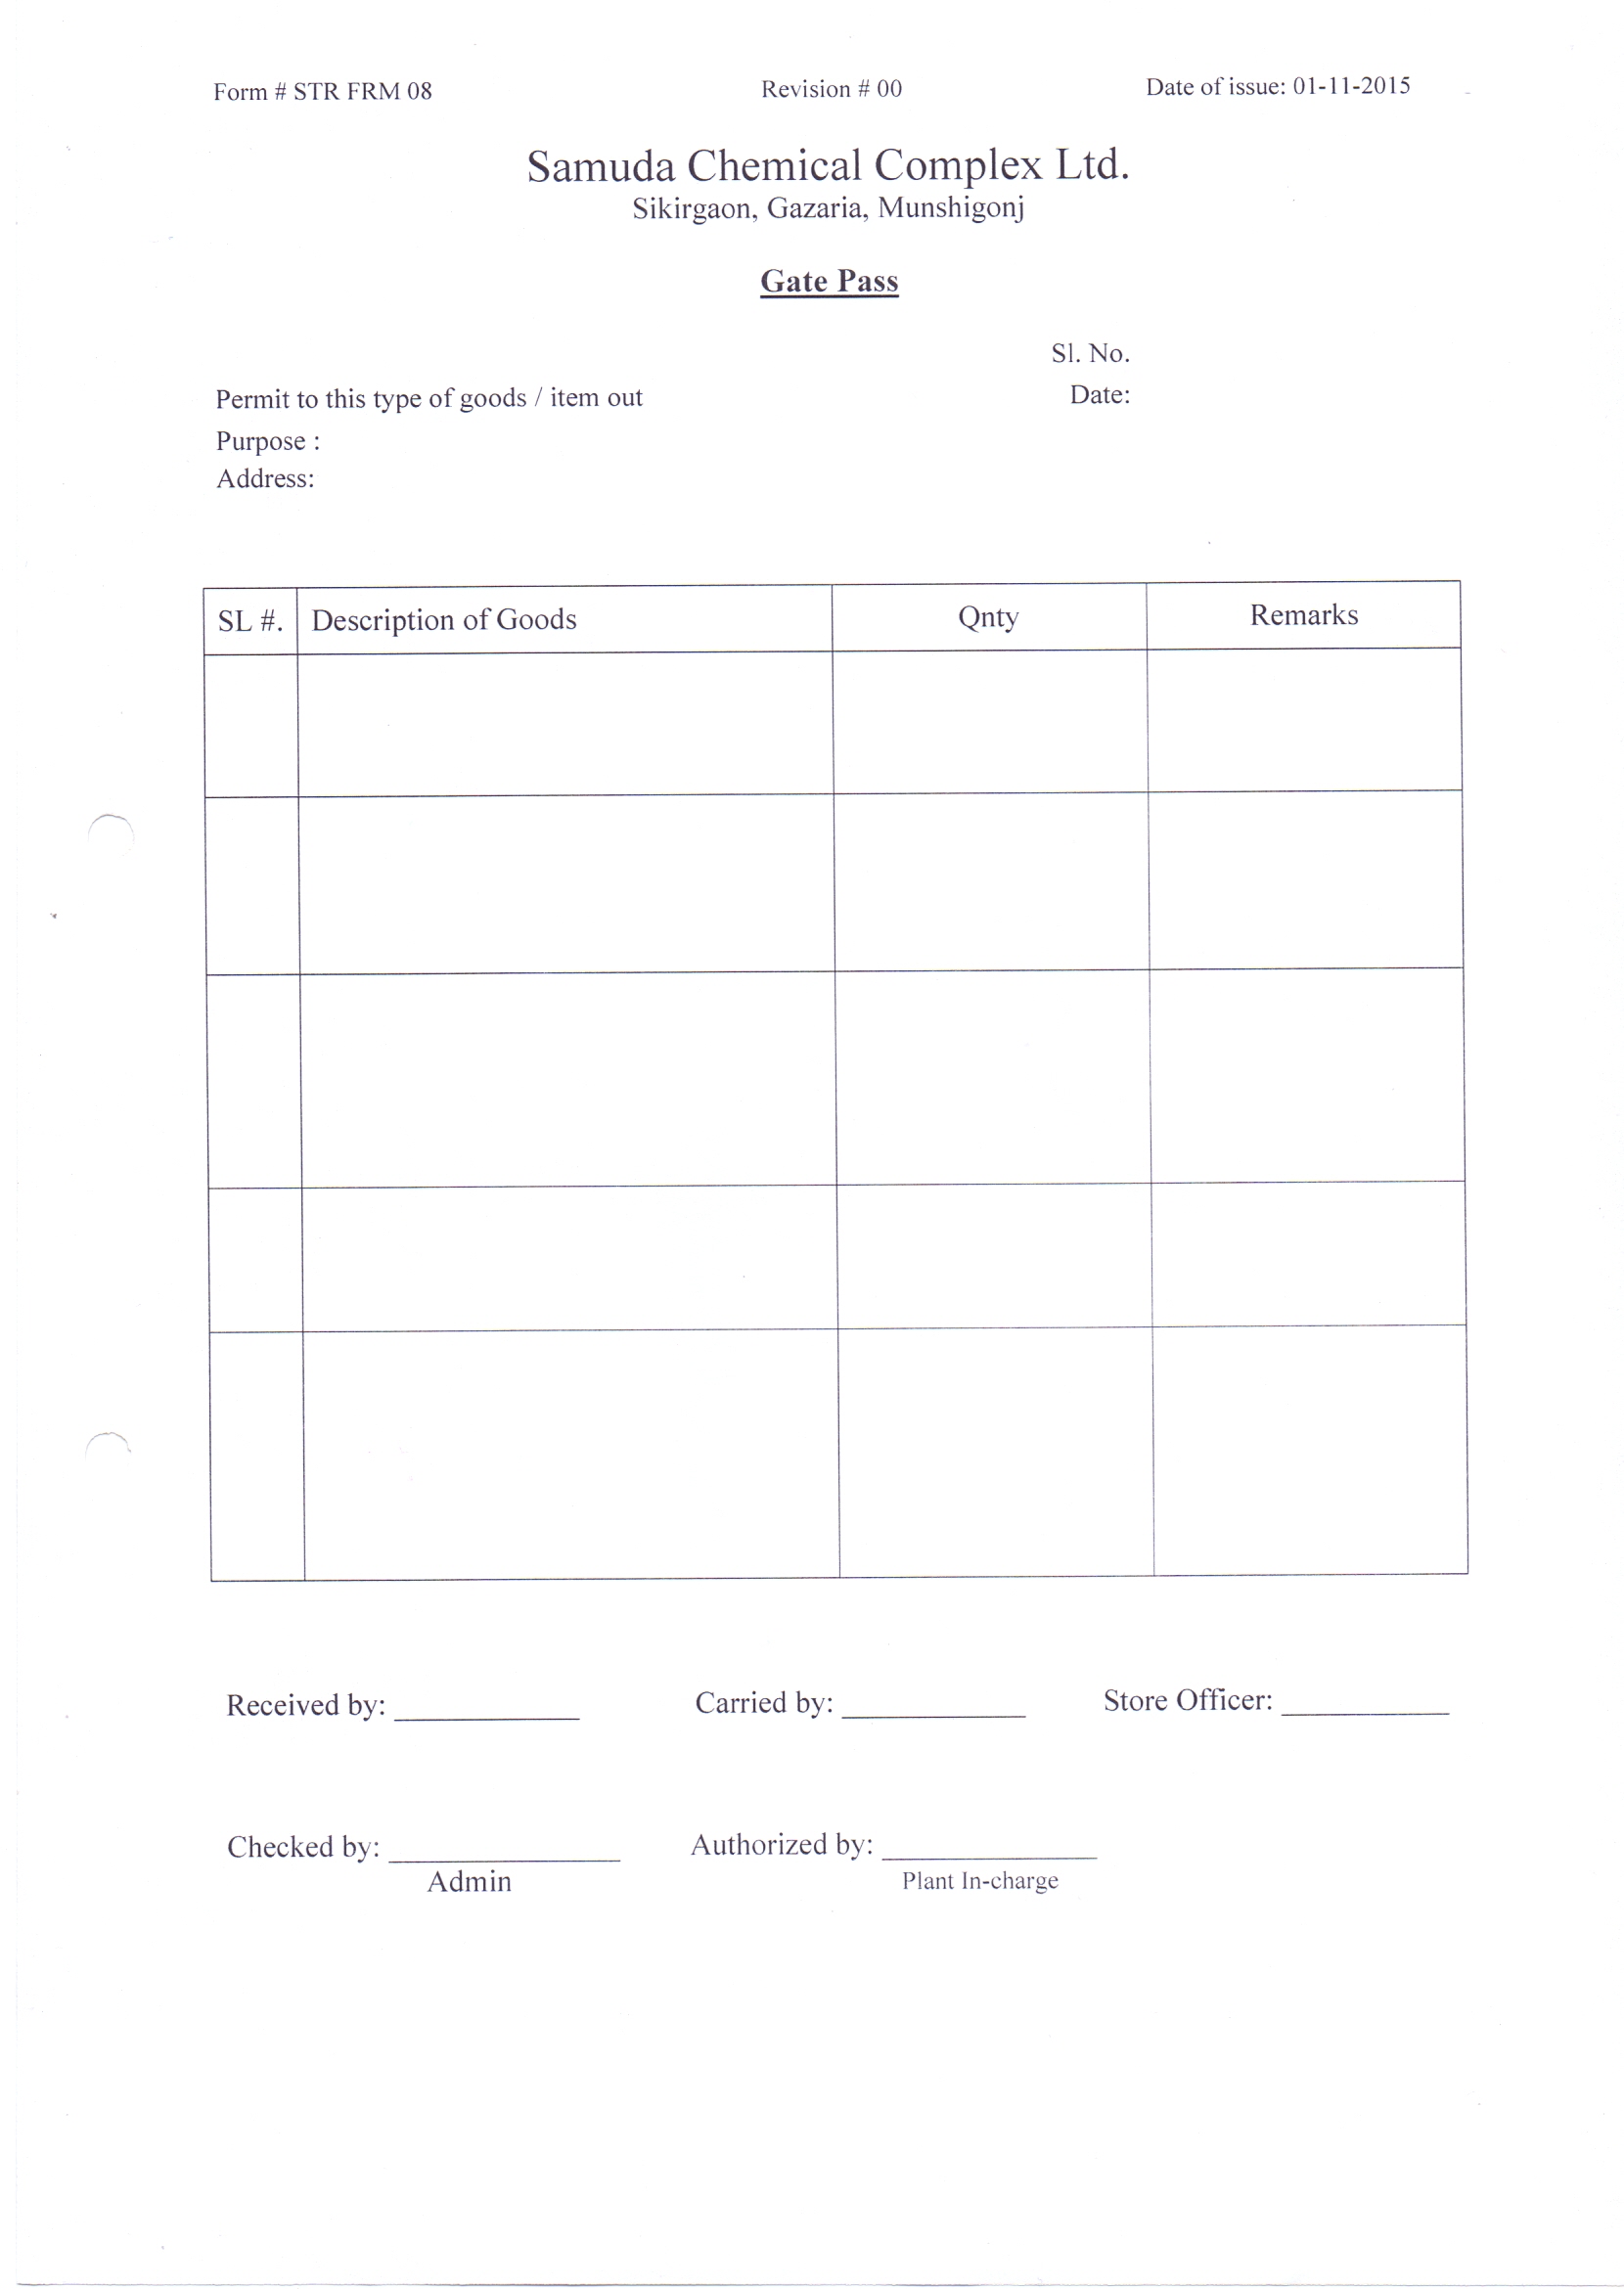 Form # STR FRM 08 Revision # 00 Date of issue: 01-11-2015
Samuda Chemical Complex Ltd.
Sikirgaon, Gazaria, Munshigonj
Gate Pass
Sl. No.
Permit to this type of goods / item out Date:
Purpose :
Address:
SL #. Description of Goods Qnty Remarks
Received by: ____________ Carried by: ____________ Store Officer: ___________
Checked by: _______________ Authorized by: ______________
Admin Plant In-charge